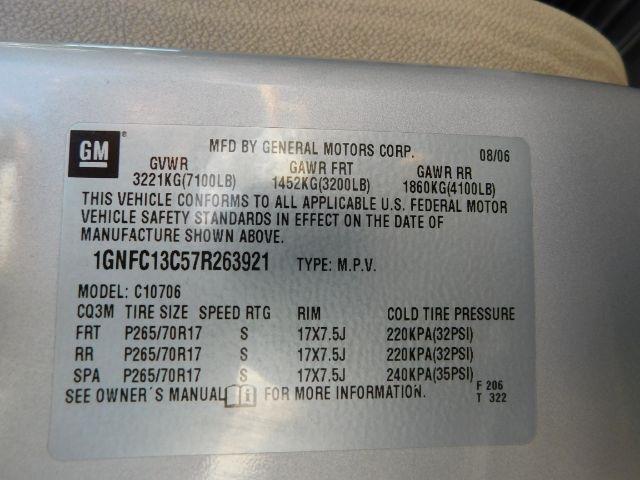 GM
MFD BY GENERAL MOTORS CORP. 08/06
GVWR GAWR FRT GAWR RR
3221KG(7100LB) 1452KG(3200LB) 1860KG(4100LB)
THIS VEHICLE CONFORMS TO ALL APPLICABLE U.S. FEDERAL MOTOR
VEHICLE SAFETY STANDARDS IN EFFECT ON THE DATE OF
MANUFACTURE SHOWN ABOVE.
1GNFC13C57R263921 TYPE: M.P.V.
MODEL: C10706
CQ3M TIRE SIZE SPEED RTG RIM COLD TIRE PRESSURE
FRT P265/70R17 S 17X7.5J 220KPA(32PSI)
RR P265/70R17 S 17X7.5J 220KPA(32PSI)
SPA P265/70R17 S 17X7.5J 240KPA(35PSI)
SEE OWNER'S MANUAL i FOR MORE INFORMATION. F 206
T 322